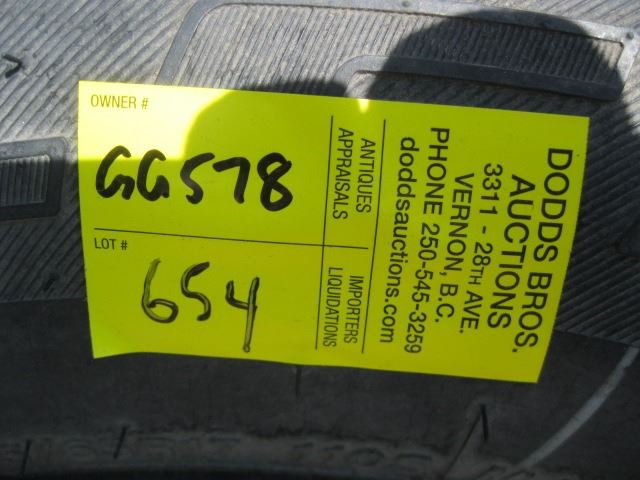 OWNER #
GG578
LOT #
654
ANTIQUES
APPRAISALS
IMPORTERS
LIQUIDATIONS
DODDS BROS.
AUCTIONS
3311 - 28TH AVE.
VERNON, B.C.
PHONE 250-545-3259
doddsauctions.com